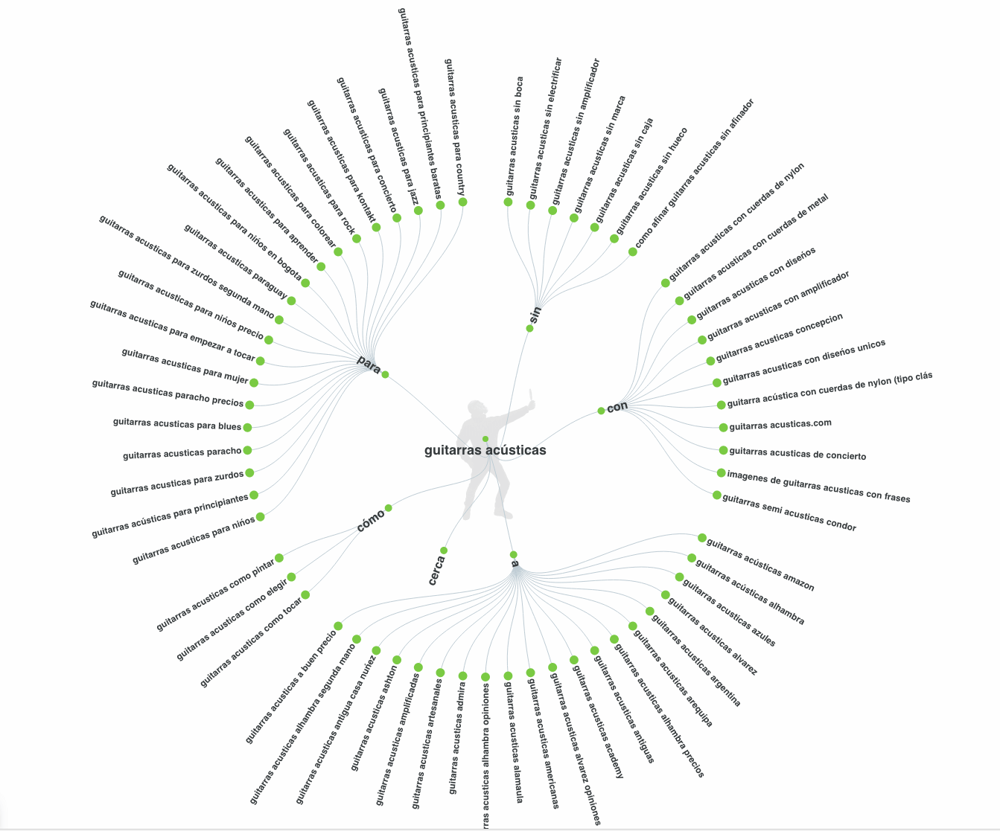 guitarras acústicas
para
guitarras acusticas para country
guitarras acusticas para principiantes baratas
guitarras acusticas para jazz
guitarras acusticas para concierto
guitarras acusticas para kontakt
guitarras acusticas para rock
guitarras acusticas para colorear
guitarras acusticas para aprender
guitarras acusticas para niños en bogota
guitarras acusticas paraguay
guitarras acusticas para zurdos segunda mano
guitarras acusticas para niños precio
guitarras acusticas para empezar a tocar
guitarras acusticas para mujer
guitarras acusticas paracho precios
guitarras acusticas para blues
guitarras acusticas paracho
guitarras acusticas para zurdos
guitarras acústicas para principiantes
guitarras acusticas para niños
sin
guitarras acusticas sin boca
guitarras acusticas sin electrificar
guitarras acusticas sin amplificador
guitarras acusticas sin marca
guitarras acusticas sin caja
guitarras acusticas sin hueco
como afinar guitarras acusticas sin afinador
con
guitarras acusticas con cuerdas de nylon
guitarras acusticas con cuerdas de metal
guitarras acusticas con diseños
guitarras acusticas con amplificador
guitarras acusticas concepcion
guitarras acusticas con diseños unicos
guitarra acústica con cuerdas de nylon (tipo clás
guitarras acusticas.com
guitarras acusticas de concierto
imagenes de guitarras acusticas con frases
guitarras semi acusticas condor
a
guitarras acústicas amazon
guitarras acústicas alhambra
guitarras acusticas azules
guitarras acusticas alvarez
guitarras acusticas argentina
guitarras acusticas arequipa
guitarras acusticas alhambra precios
guitarras acusticas antiguas
guitarras acusticas academy
guitarras acusticas alvarez opiniones
guitarras acusticas americanas
guitarras acusticas alamaula
rras acusticas alhambra opiniones
guitarras acusticas admira
guitarras acusticas artesanales
guitarras acusticas amplificadas
guitarras acusticas ashton
guitarras acusticas antigua casa nuñez
guitarras acusticas alhambra segunda mano
guitarras acusticas a buen precio
cerca
cómo
guitarras acusticas como tocar
guitarras acusticas como elegir
guitarras acusticas como pintar